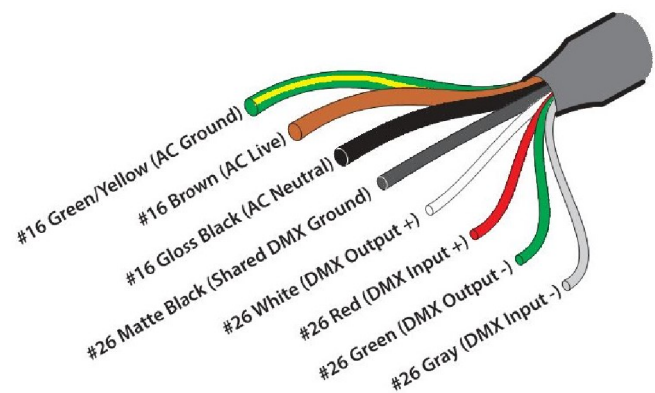 #16 Green/Yellow (AC Ground)
#16 Brown (AC Live)
#16 Gloss Black (AC Neutral)
#26 Matte Black (Shared DMX Ground)
#26 White (DMX Output +)
#26 Red (DMX Input +)
#26 Green (DMX Output -)
#26 Gray (DMX Input -)